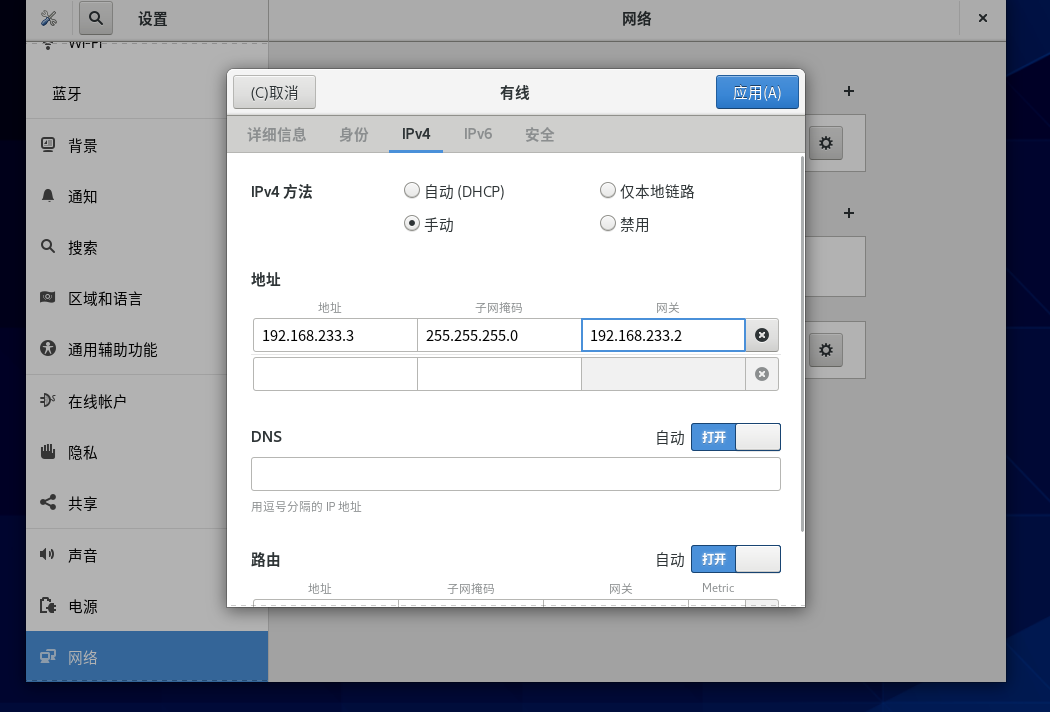 设置
网络
Wi-Fi
蓝牙
背景
通知
搜索
区域和语言
通用辅助功能
在线帐户
隐私
共享
声音
电源
网络
(C)取消
有线
应用(A)
详细信息
身份
IPv4
IPv6
安全
IPv4 方法
自动 (DHCP)
仅本地链路
手动
禁用
地址
地址
子网掩码
网关
192.168.233.3
255.255.255.0
192.168.233.2
DNS
自动
打开
用逗号分隔的 IP 地址
路由
自动
打开
地址
子网掩码
网关
Metric